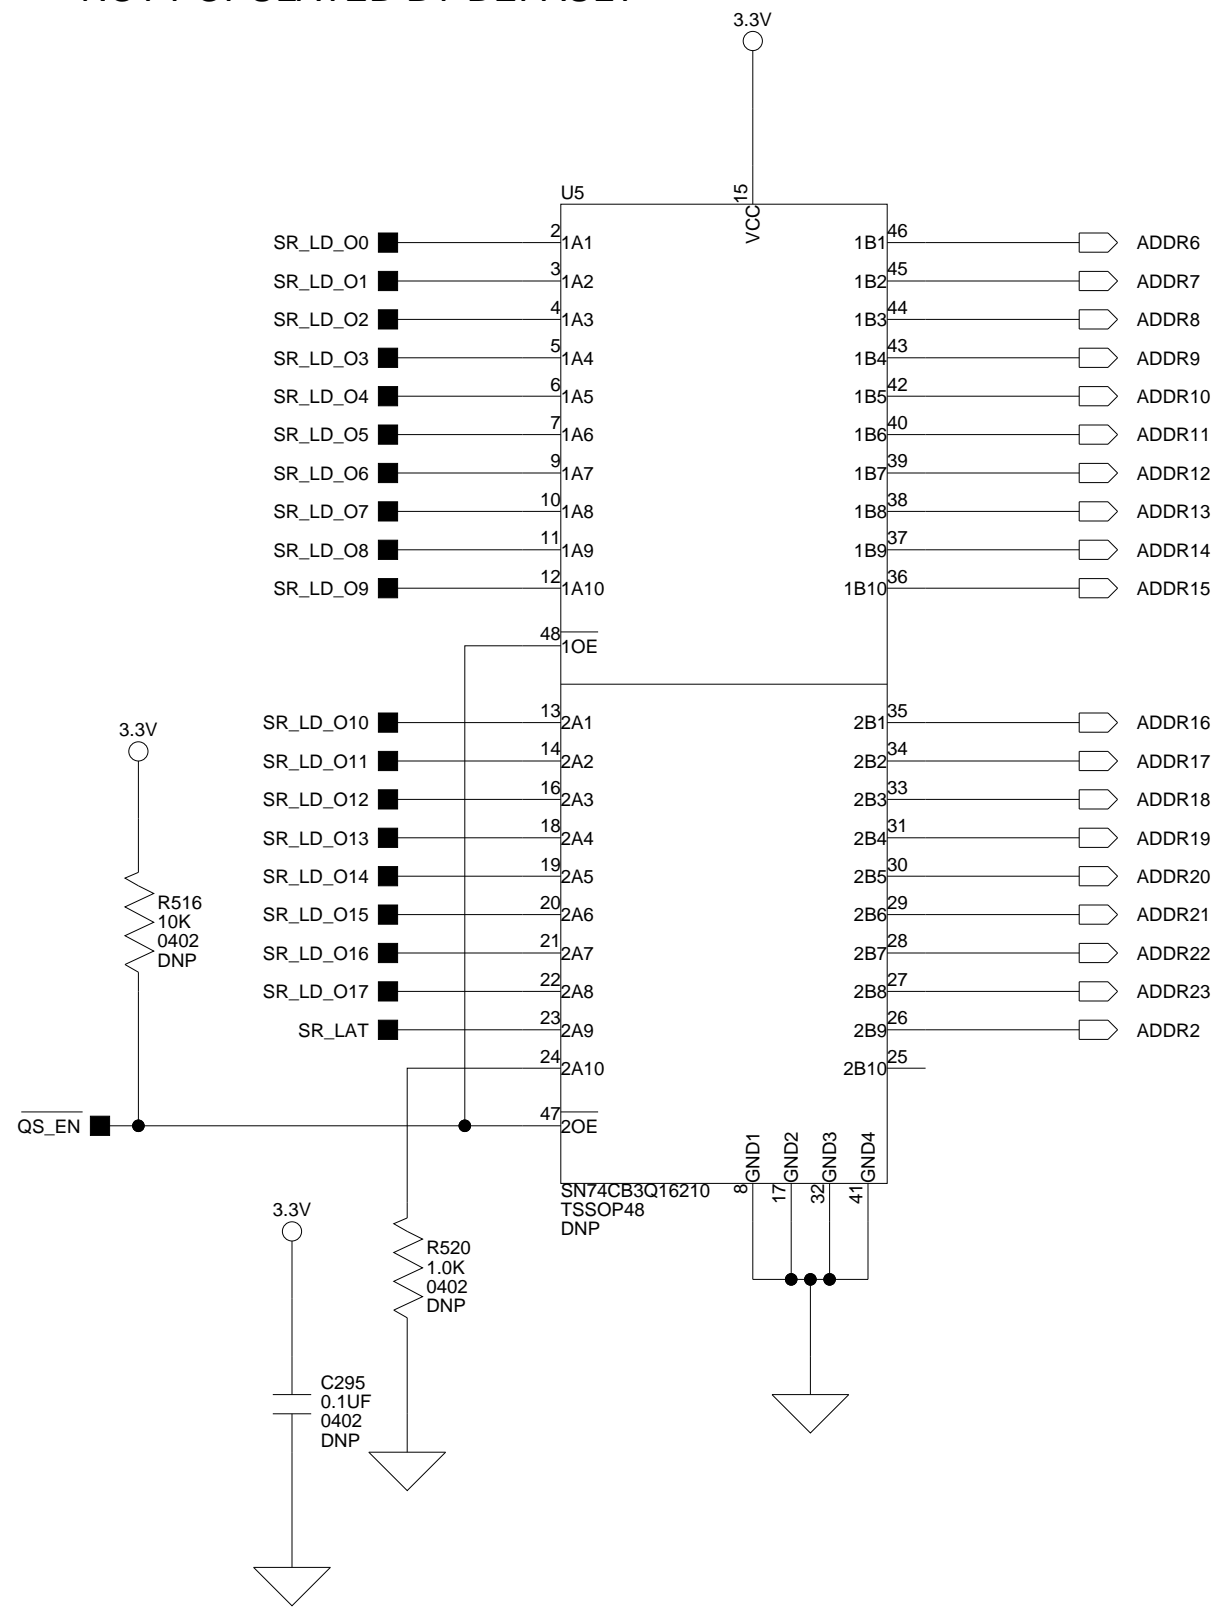 3.3V
U5
15
VCC
SR_LD_O0 2 1A1 1B1 46 ADDR6
SR_LD_O1 3 1A2 1B2 45 ADDR7
SR_LD_O2 4 1A3 1B3 44 ADDR8
SR_LD_O3 5 1A4 1B4 43 ADDR9
SR_LD_O4 6 1A5 1B5 42 ADDR10
SR_LD_O5 7 1A6 1B6 40 ADDR11
SR_LD_O6 9 1A7 1B7 39 ADDR12
SR_LD_O7 10 1A8 1B8 38 ADDR13
SR_LD_O8 11 1A9 1B9 37 ADDR14
SR_LD_O9 12 1A10 1B10 36 ADDR15
48 1OE
SR_LD_O10 13 2A1 2B1 35 ADDR16
3.3V
SR_LD_O11 14 2A2 2B2 34 ADDR17
SR_LD_O12 16 2A3 2B3 33 ADDR18
SR_LD_O13 18 2A4 2B4 31 ADDR19
SR_LD_O14 19 2A5 2B5 30 ADDR20
R516
10K
0402
DNP
SR_LD_O15 20 2A6 2B6 29 ADDR21
SR_LD_O16 21 2A7 2B7 28 ADDR22
SR_LD_O17 22 2A8 2B8 27 ADDR23
SR_LAT 23 2A9 2B9 26 ADDR2
24 2A10 2B10 25
QS_EN 47 2OE
GND1 GND2 GND3 GND4
8 17 32 41
SN74CB3Q16210
TSSOP48
DNP
3.3V
R520
1.0K
0402
DNP
C295
0.1UF
0402
DNP